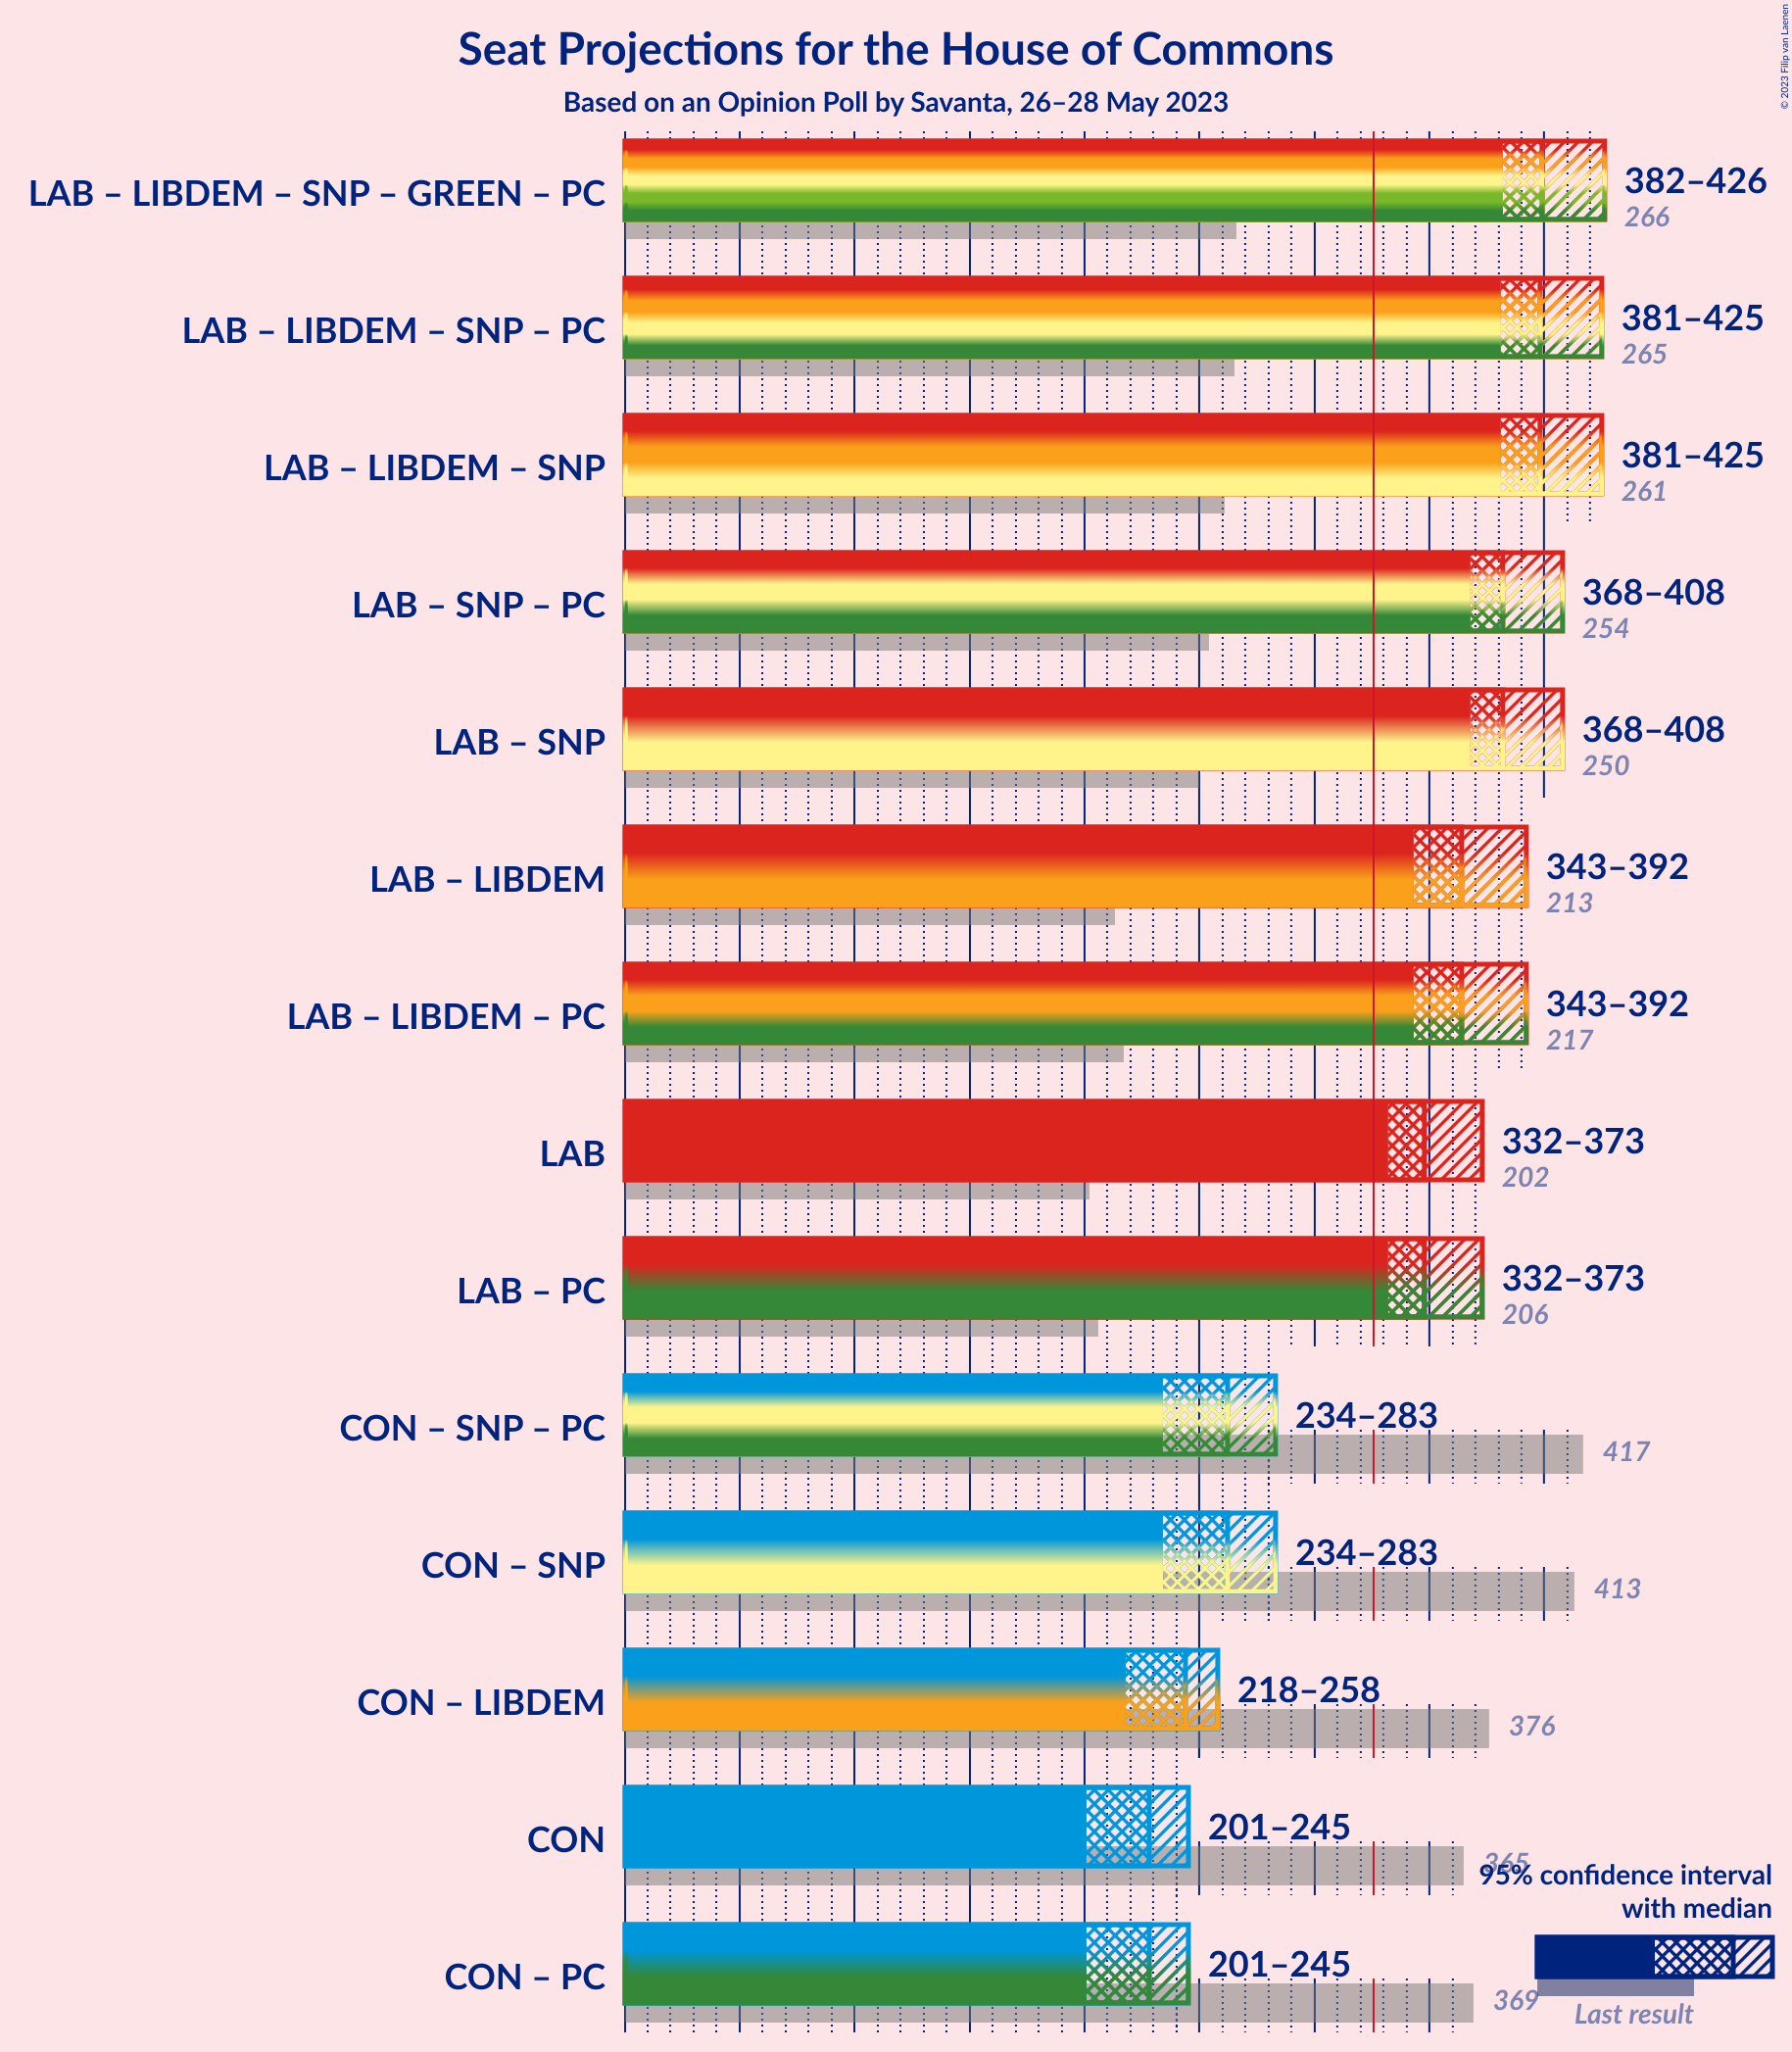 Seat Projections for the House of Commons
Based on an Opinion Poll by Savanta, 26–28 May 2023
© 2023 Filip van Laenen
LAB – LIBDEM – SNP – GREEN – PC
382–426
266
LAB – LIBDEM – SNP – PC
381–425
265
LAB – LIBDEM – SNP
381–425
261
LAB – SNP – PC
368–408
254
LAB – SNP
368–408
250
LAB – LIBDEM
343–392
213
LAB – LIBDEM – PC
343–392
217
LAB
332–373
202
LAB – PC
332–373
206
CON – SNP – PC
234–283
417
CON – SNP
234–283
413
CON – LIBDEM
218–258
376
CON
201–245
365
CON – PC
201–245
369
95% confidence interval
with median
Last result